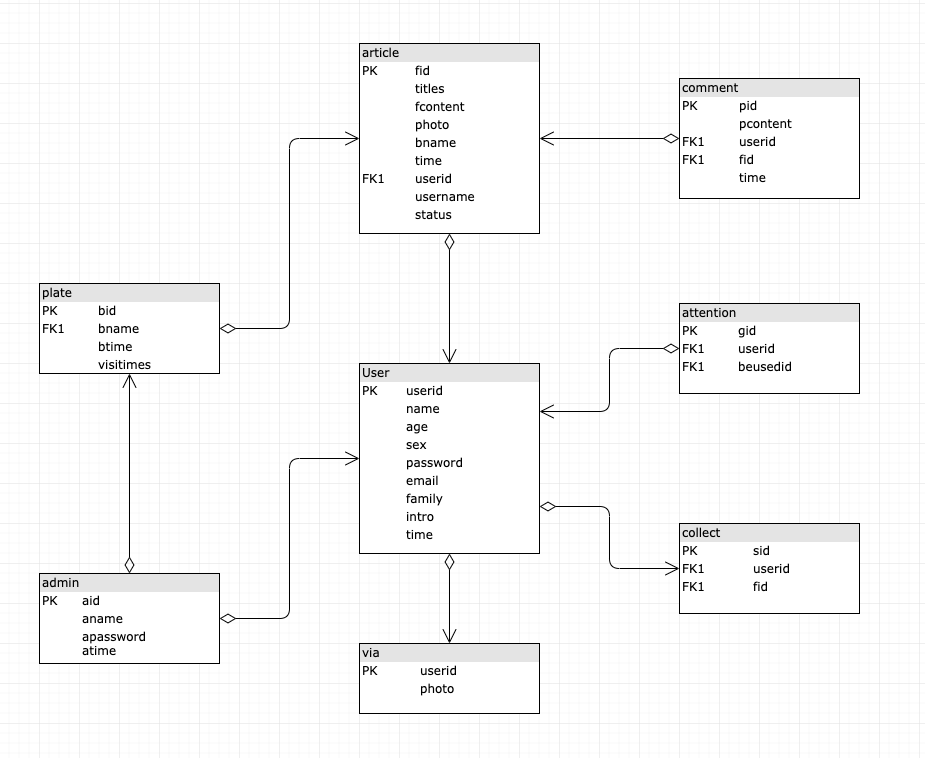 article
PK fid
titles
fcontent
photo
bname
time
FK1 userid
username
status
comment
PK pid
pcontent
FK1 userid
FK1 fid
time
plate
PK bid
FK1 bname
btime
visitimes
attention
PK gid
FK1 userid
FK1 beusedid
User
PK userid
name
age
sex
password
email
family
intro
time
collect
PK sid
FK1 userid
FK1 fid
admin
PK aid
aname
apassword
atime
via
PK userid
photo